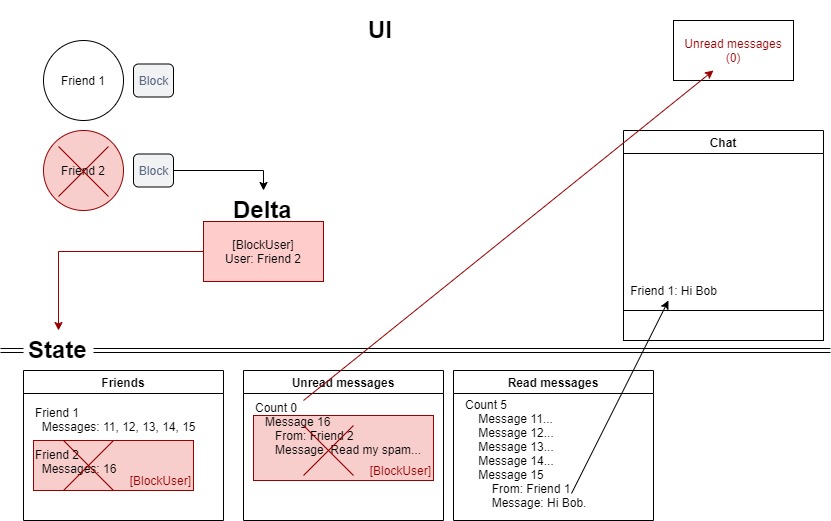 UI
Unread messages
(0)
Friend 1
Block
Chat
Friend 2
Block
Delta
[BlockUser]
User: Friend 2
Friend 1: Hi Bob
State
Friends
Friend 1
Messages: 11, 12, 13, 14, 15
Friend 2
Messages: 16
[BlockUser]
Unread messages
Count 0
Message 16
From: Friend 2
Message: Read my spam...
[BlockUser]
Read messages
Count 5
Message 11...
Message 12...
Message 13...
Message 14...
Message 15
From: Friend 1
Message: Hi Bob.